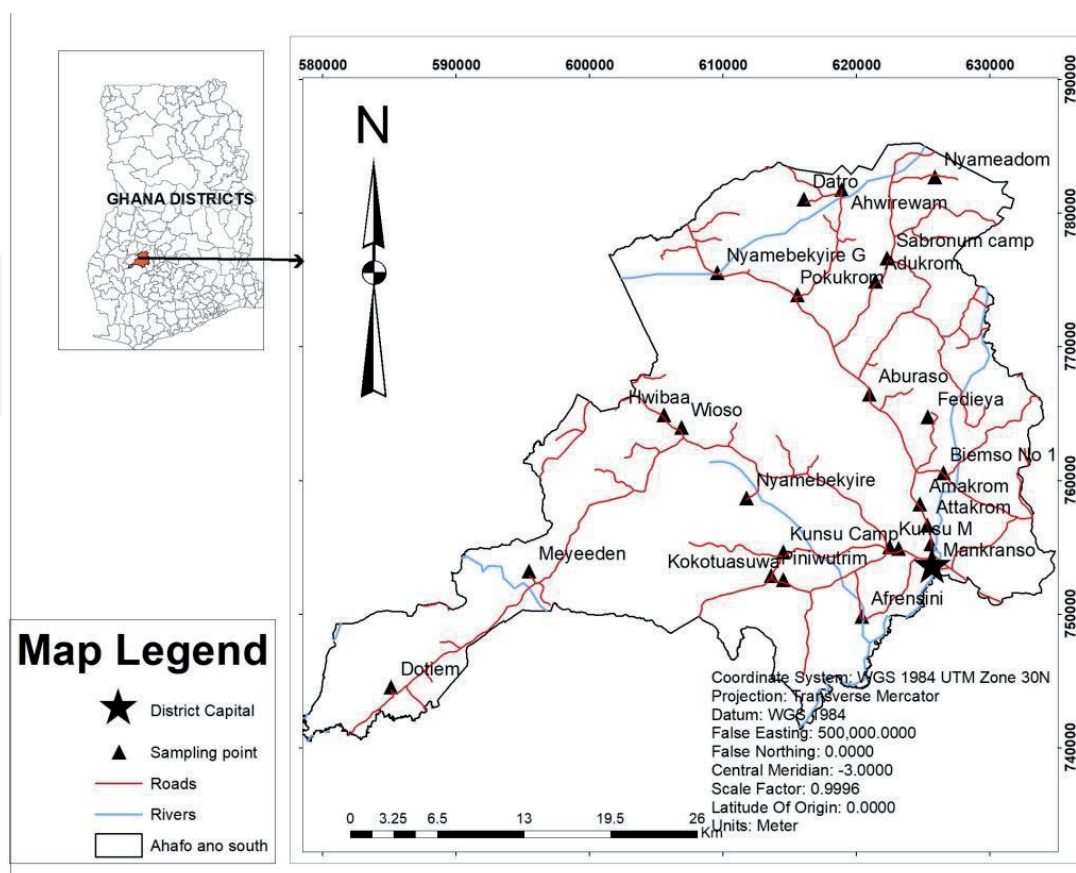 580000
590000
600000
610000
620000
630000
790000
780000
770000
760000
750000
740000
N
GHANA DISTRICTS
Nyameadom
Datro
Ahwirewam
Sabronum camp
Nyamebekyire G
Adukrom
Pokukrom
Aburaso
Hwibaa
Fedieya
Wioso
Biemso No 1
Nyamebekyire
Amakrom
Attakrom
Kunsu Camp
Kunsu M
Mankranso
Meyeeden
Kokotuasuwa
Piniwutrim
Afrensini
Dotiem
Map Legend
District Capital
Sampling point
Roads
Rivers
Ahafo ano south
Coordinate System: WGS 1984 UTM Zone 30N
Projection: Transverse Mercator
Datum: WGS 1984
False Easting: 500,000.0000
False Northing: 0.0000
Central Meridian: -3.0000
Scale Factor: 0.9996
Latitude Of Origin: 0.0000
Units: Meter
0 3.25 6.5 13 19.5 26
Km